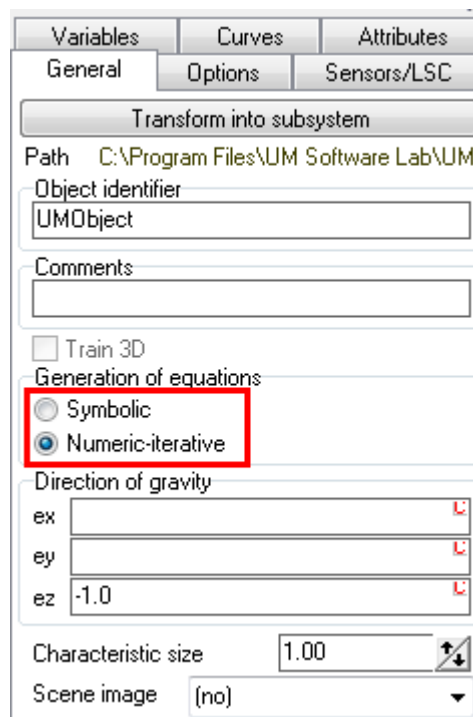 Variables Curves Attributes
General Options Sensors/LSC
Transform into subsystem
Path C:\Program Files\UM Software Lab\UM
Object identifier
UMObject
Comments
Train 3D
Generation of equations
Symbolic
Numeric-iterative
Direction of gravity
ex
ey
ez -1.0
Characteristic size 1.00
Scene image (no)